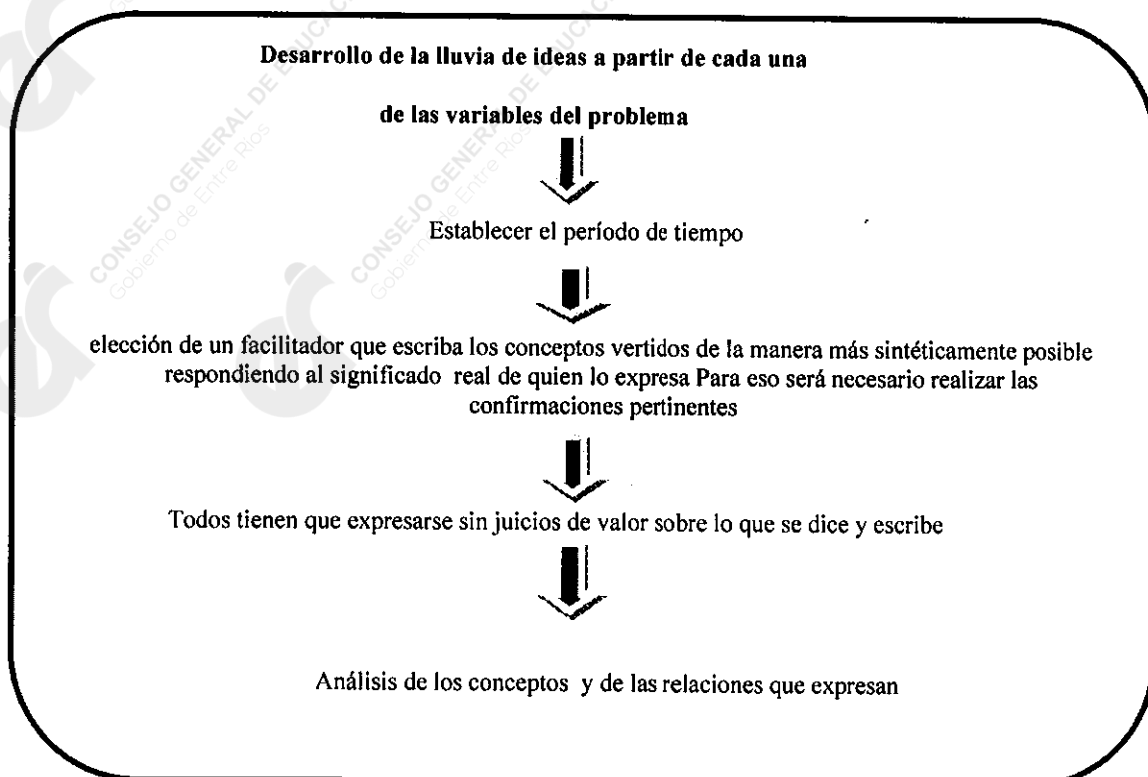 Desarrollo de la lluvia de ideas a partir de cada una
de las variables del problema
Establecer el período de tiempo
elección de un facilitador que escriba los conceptos vertidos de la manera más sintéticamente posible
respondiendo al significado real de quien lo expresa Para eso será necesario realizar las
confirmaciones pertinentes
Todos tienen que expresarse sin juicios de valor sobre lo que se dice y escribe
Análisis de los conceptos y de las relaciones que expresan
CONSEJO GENERAL DE EDUCAC
Gobierno de Entre Ríos
CONSEJO GENERAL DE EDUCAC
Gobierno de Entre Ríos